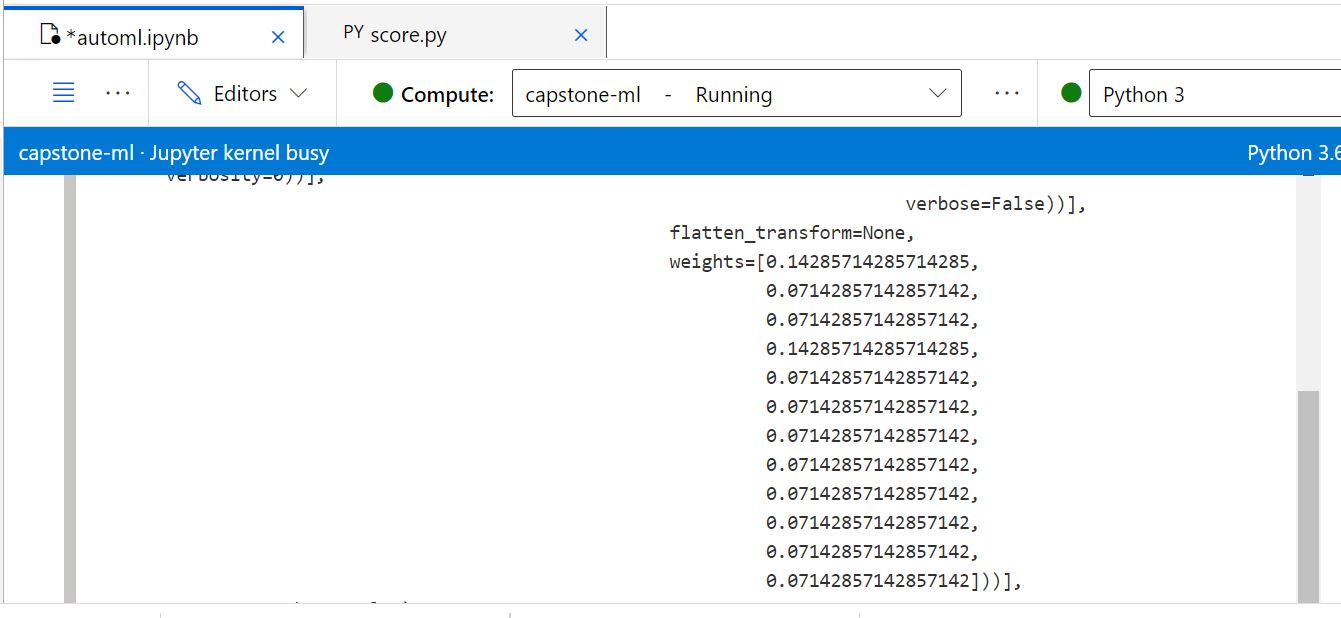 *automl.ipynb
PY score.py
Editors
Compute:
capstone-ml - Running
Python 3
capstone-ml · Jupyter kernel busy
Python 3.6
verbosity=0))],
verbose=False))],
flatten_transform=None,
weights=[0.14285714285714285,
0.07142857142857142,
0.07142857142857142,
0.14285714285714285,
0.07142857142857142,
0.07142857142857142,
0.07142857142857142,
0.07142857142857142,
0.07142857142857142,
0.07142857142857142,
0.07142857142857142,
0.07142857142857142]))],